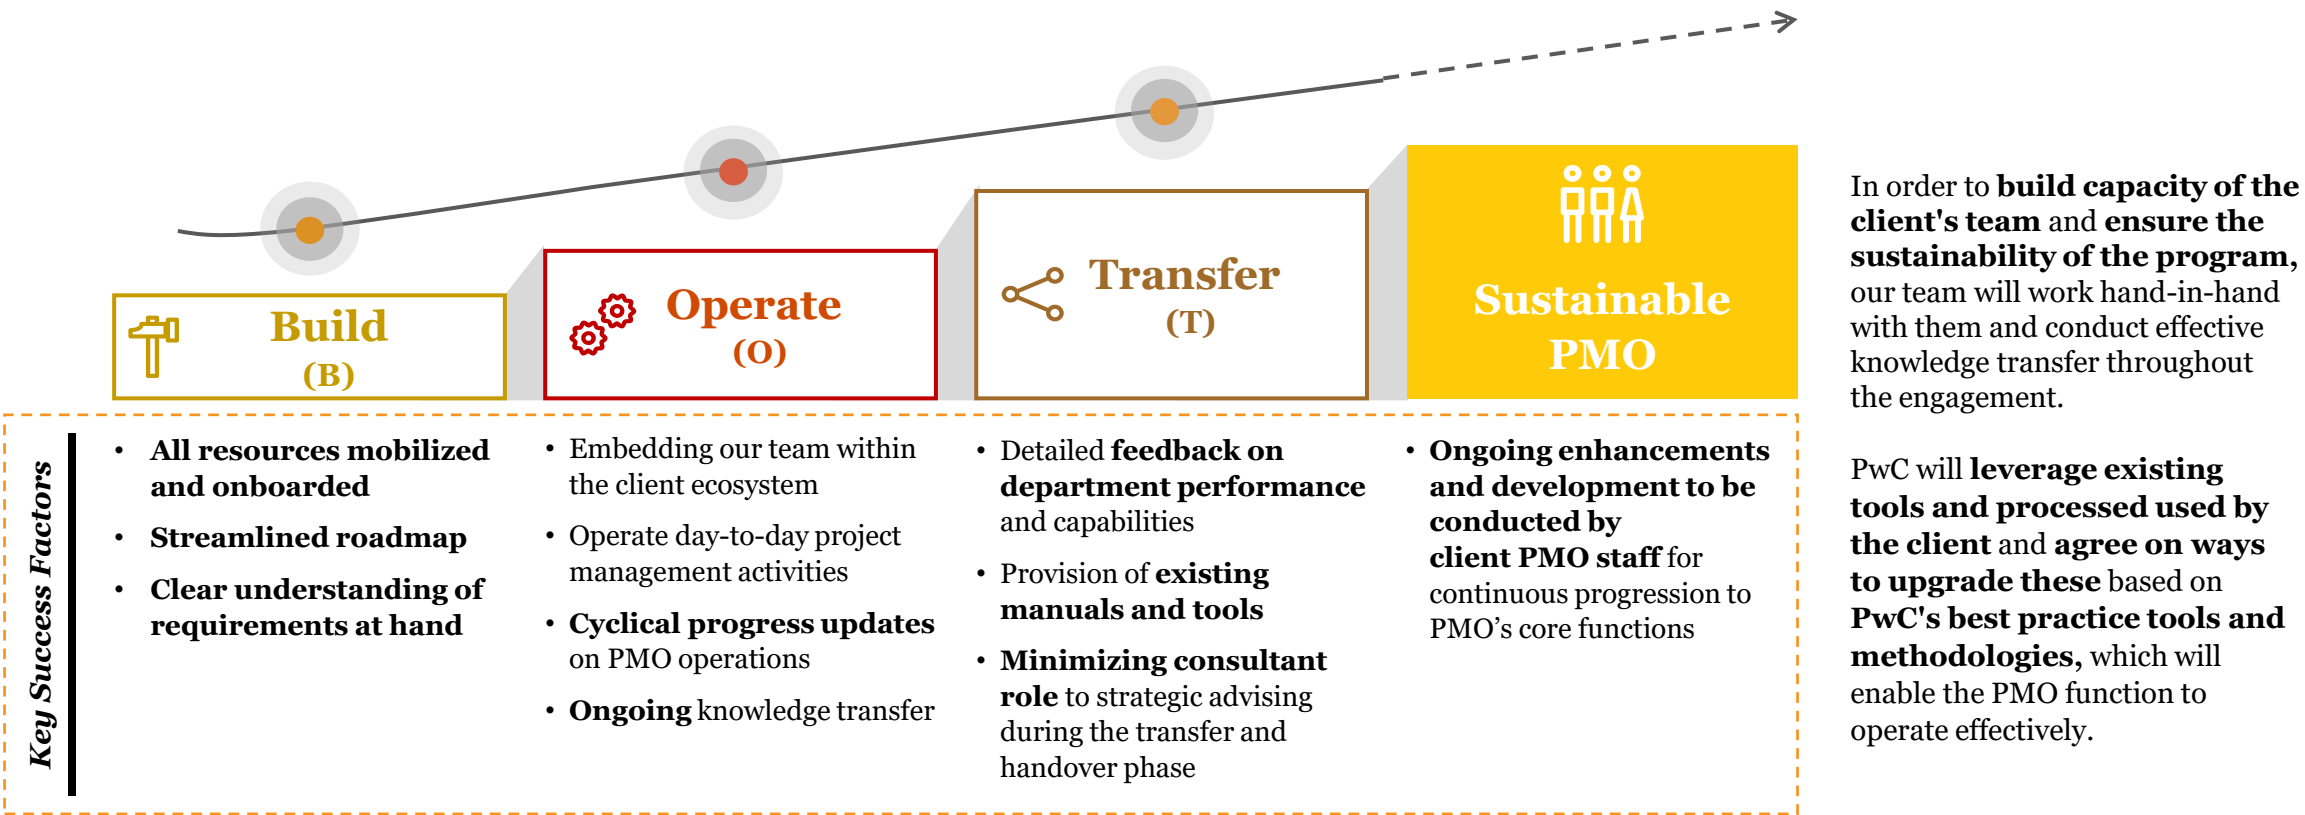 Build
(B)
Operate
(O)
Transfer
(T)
Sustainable
PMO
Key Success Factors
• All resources mobilized
and onboarded
• Streamlined roadmap
• Clear understanding of
requirements at hand
• Embedding our team within
the client ecosystem
• Operate day-to-day project
management activities
• Cyclical progress updates
on PMO operations
• Ongoing knowledge transfer
• Detailed feedback on
department performance
and capabilities
• Provision of existing
manuals and tools
• Minimizing consultant
role to strategic advising
during the transfer and
handover phase
• Ongoing enhancements
and development to be
conducted by
client PMO staff for
continuous progression to
PMO’s core functions
In order to build capacity of the
client's team and ensure the
sustainability of the program,
our team will work hand-in-hand
with them and conduct effective
knowledge transfer throughout
the engagement.
PwC will leverage existing
tools and processed used by
the client and agree on ways
to upgrade these based on
PwC's best practice tools and
methodologies, which will
enable the PMO function to
operate effectively.